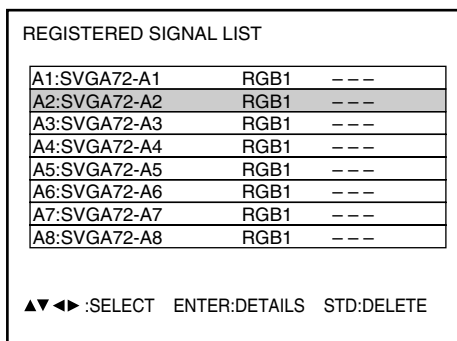 REGISTERED SIGNAL LIST
A1:SVGA72-A1 RGB1 – – –
A2:SVGA72-A2 RGB1 – – –
A3:SVGA72-A3 RGB1 – – –
A4:SVGA72-A4 RGB1 – – –
A5:SVGA72-A5 RGB1 – – –
A6:SVGA72-A6 RGB1 – – –
A7:SVGA72-A7 RGB1 – – –
A8:SVGA72-A8 RGB1 – – –
▲▼◄► :SELECT ENTER:DETAILS STD:DELETE